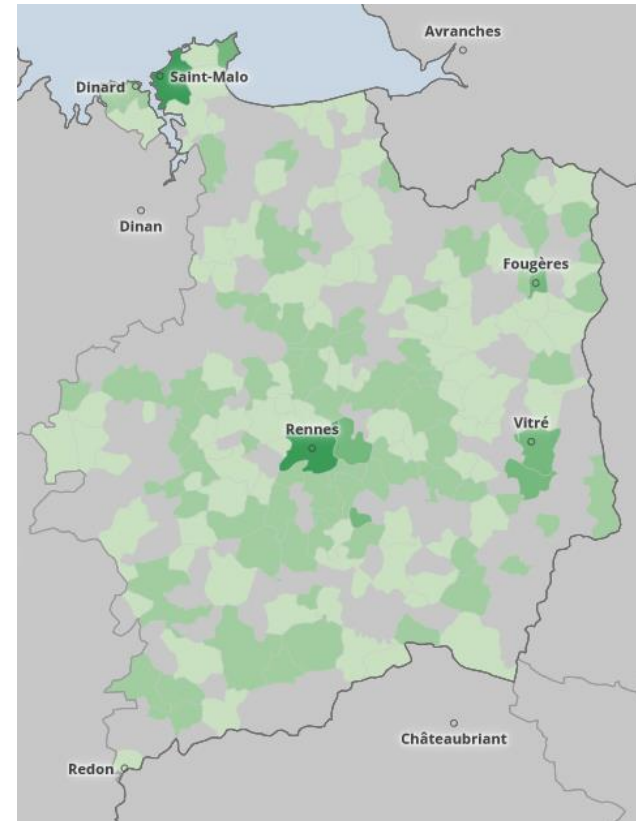 Avranches
Saint-Malo
Dinard
Dinan
Fougères
Rennes
Vitré
Châteaubriant
Redon